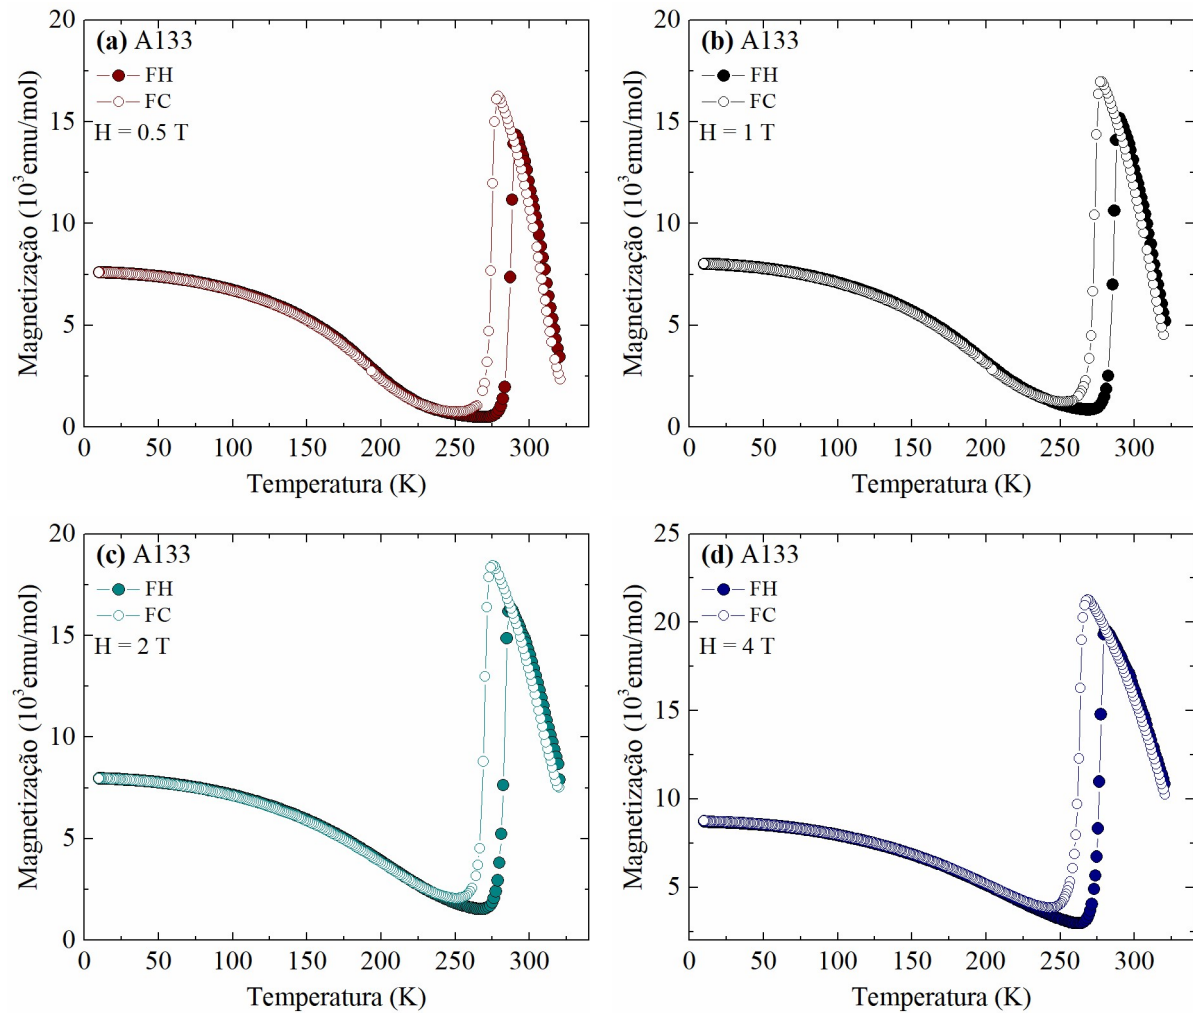 (a) A133
FH
FC
H = 0.5 T
Magnetização (10³emu/mol)
20
15
10
5
0
0 50 100 150 200 250 300
Temperatura (K)
(b) A133
FH
FC
H = 1 T
Magnetização (10³emu/mol)
20
15
10
5
0
0 50 100 150 200 250 300
Temperatura (K)
(c) A133
FH
FC
H = 2 T
Magnetização (10³emu/mol)
20
15
10
5
0
0 50 100 150 200 250 300
Temperatura (K)
(d) A133
FH
FC
H = 4 T
Magnetização (10³emu/mol)
25
20
15
10
5
0 50 100 150 200 250 300
Temperatura (K)